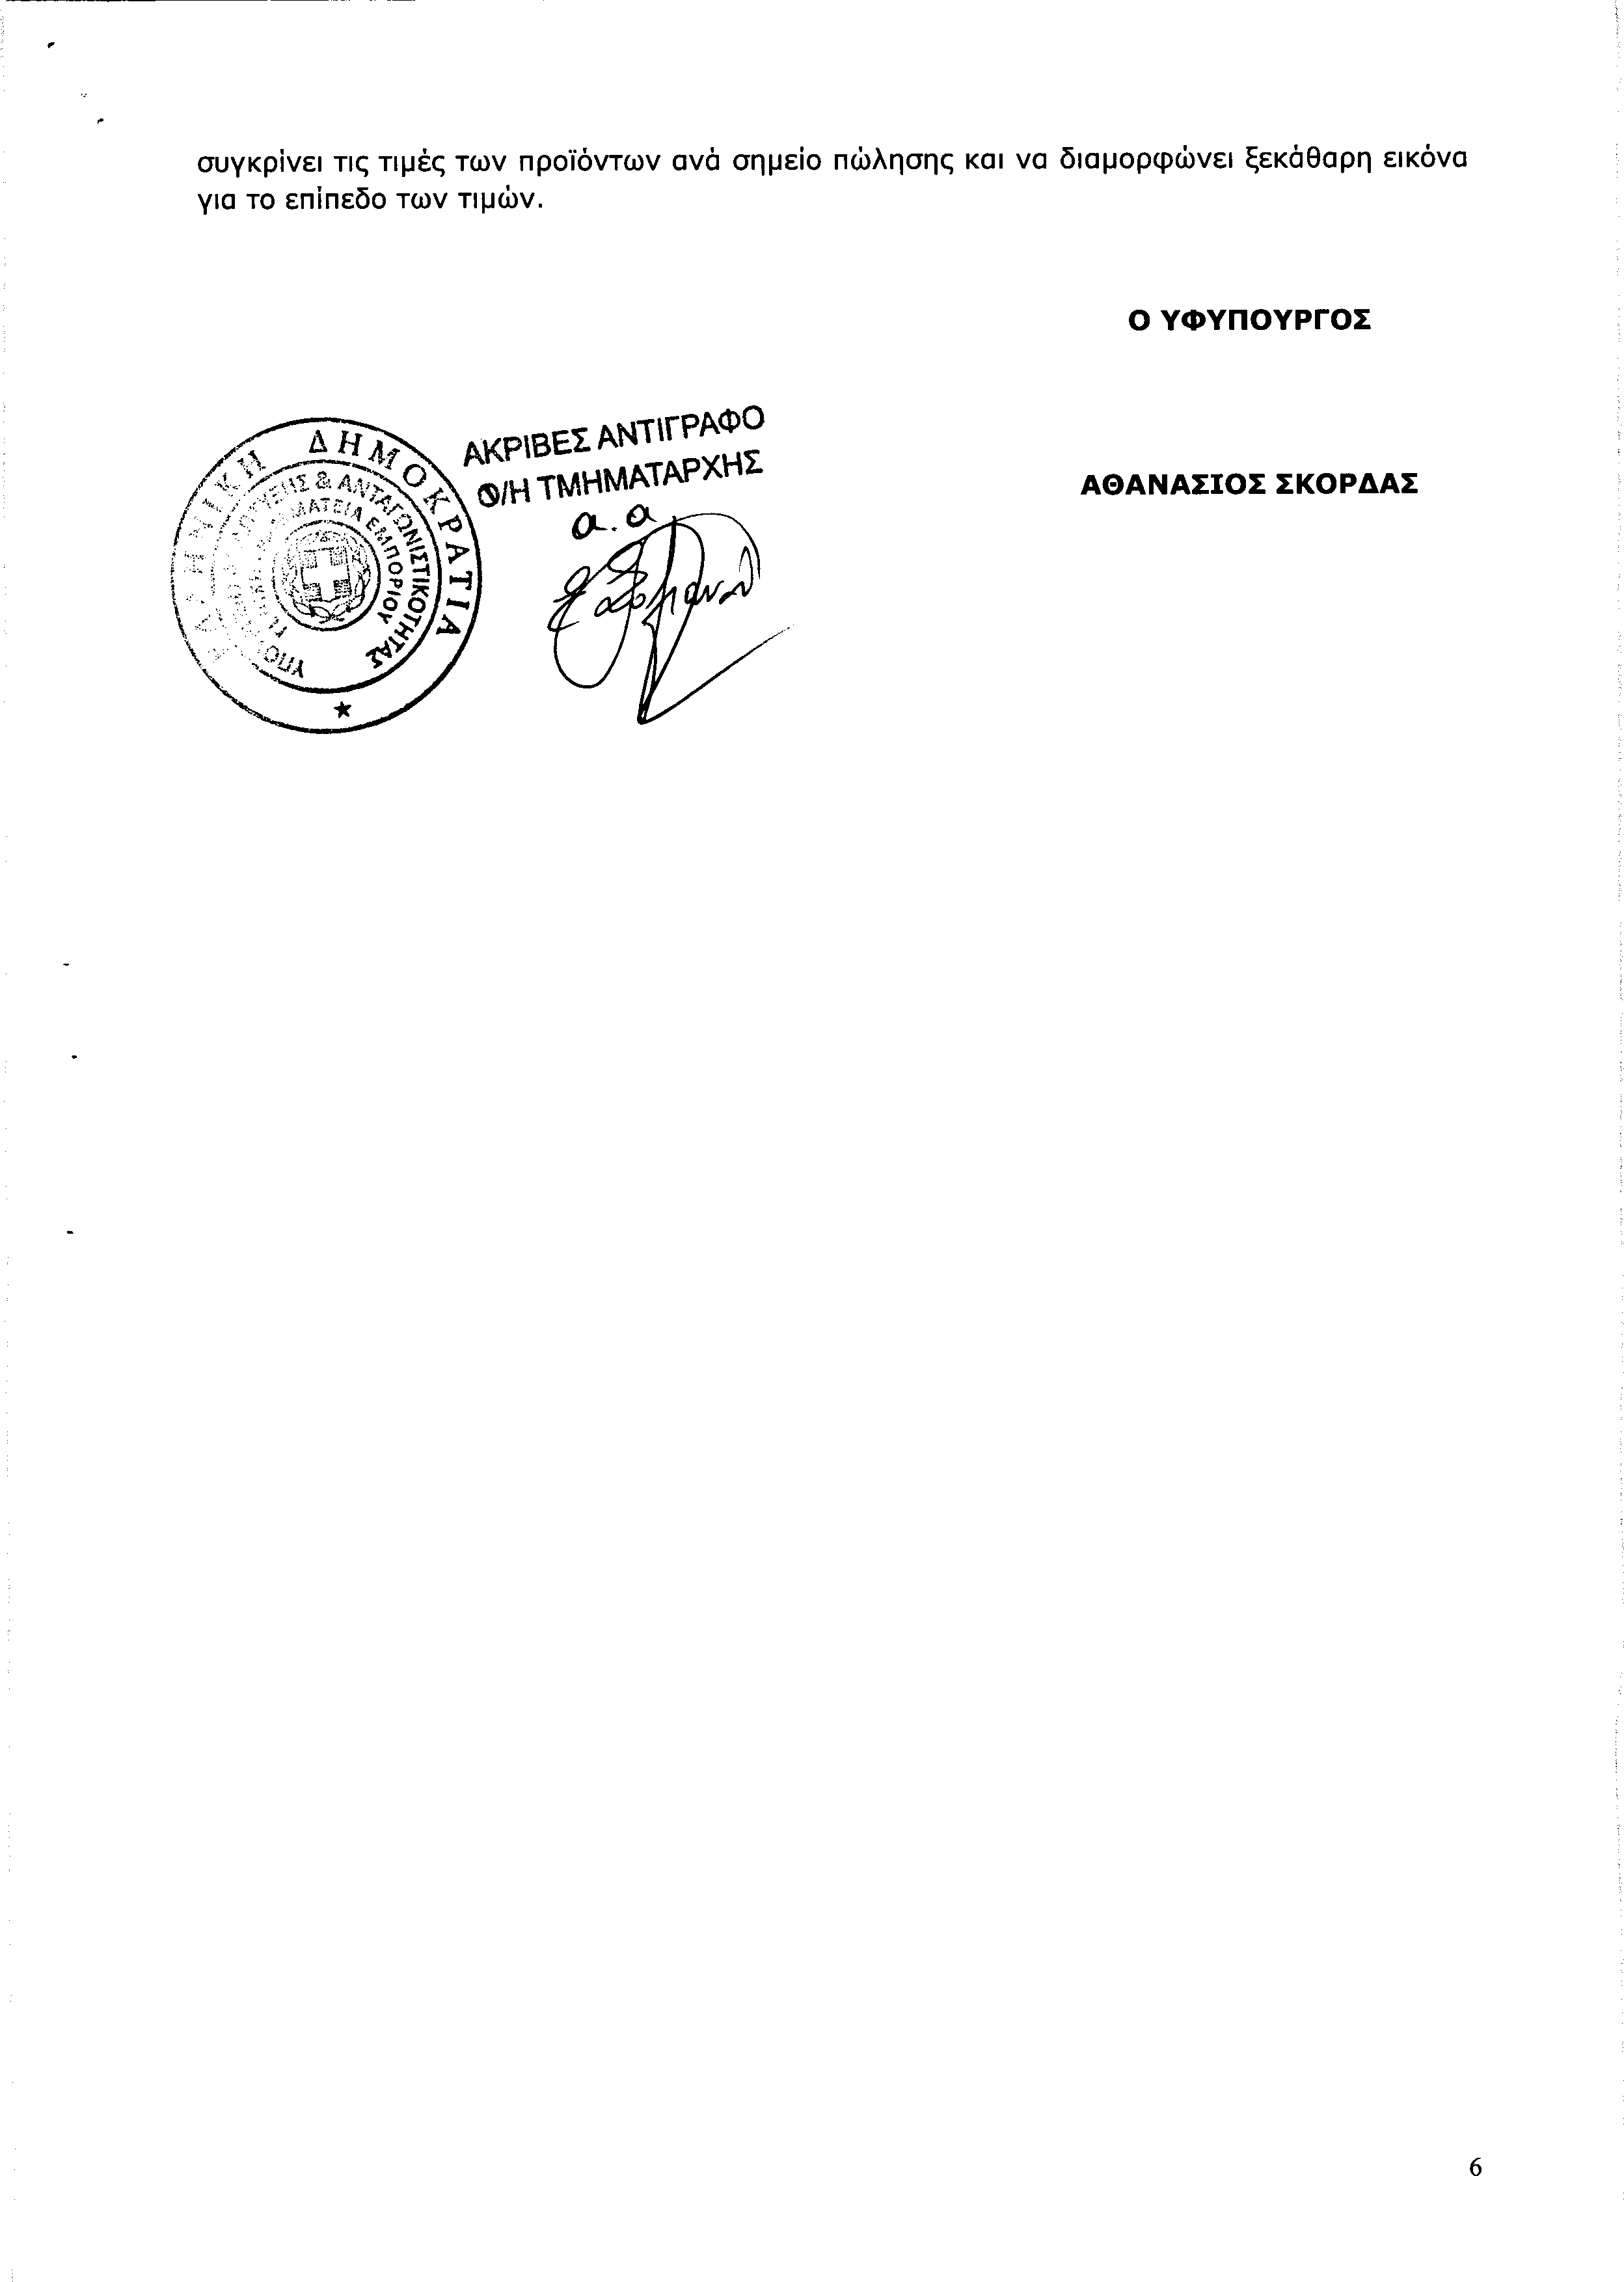 συγκρίνει τις τιμές των προϊόντων ανά σημείο πώλησης και να διαμορφώνει ξεκάθαρη εικόνα
για το επίπεδο των τιμών.
Ο ΥΦΥΠΟΥΡΓΟΣ
ΑΚΡΙΒΕΣ ΑΝΤΙΓΡΑΦΟ
Ο/Η ΤΜΗΜΑΤΑΡΧΗΣ
α.α
ΑΘΑΝΑΣΙΟΣ ΣΚΟΡΔΑΣ
ΔΗΜΟΚΡΑΤΙΑ
& ΑΝΤΑΓΩΝΙΣΤΙΚΟΤΗΤΑΣ
ΕΜΠΟΡΙΟΥ
6